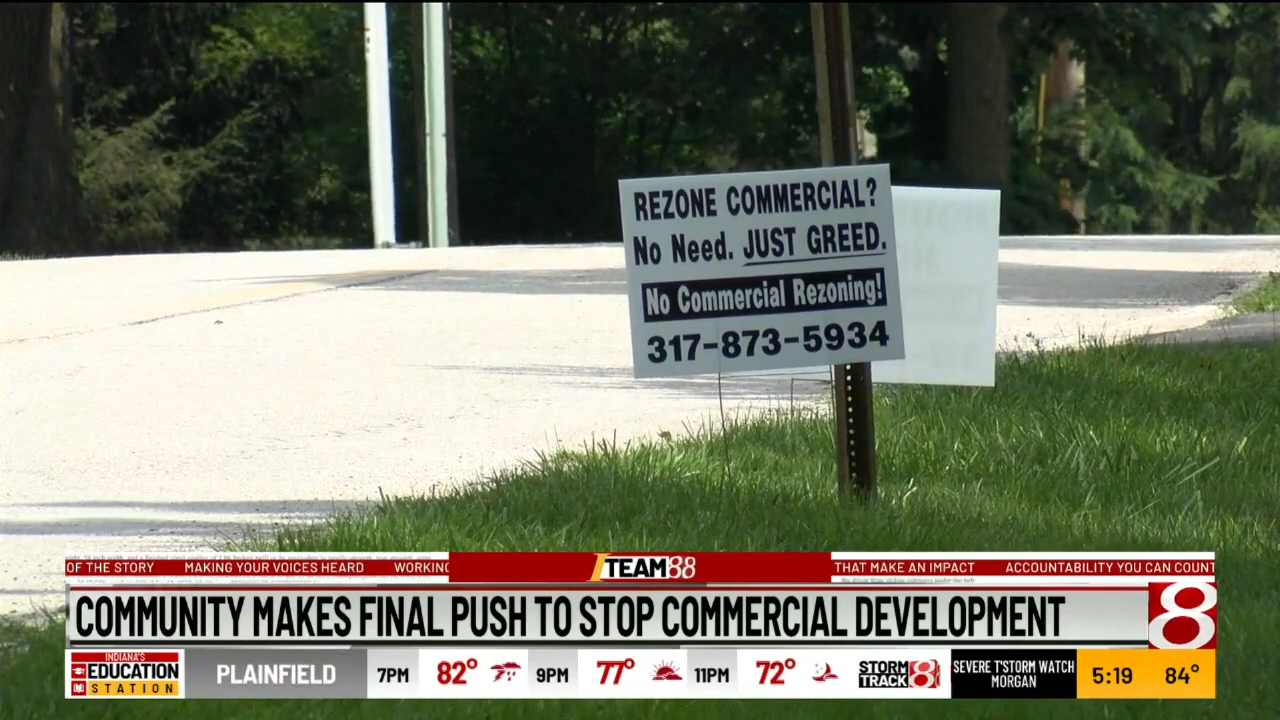 REZONE COMMERCIAL?
No Need. JUST GREED.
No Commercial Rezoning!
317-873-5934
OF THE STORY MAKING YOUR VOICES HEARD WORKING
I TEAM 8
THAT MAKE AN IMPACT ACCOUNTABILITY YOU CAN COUNT
COMMUNITY MAKES FINAL PUSH TO STOP COMMERCIAL DEVELOPMENT
8
INDIANA'S
EDUCATION
STATION
PLAINFIELD
7PM 82° 9PM 77° 11PM 72°
STORM
TRACK 8
SEVERE T'STORM WATCH
MORGAN
5:19 84°